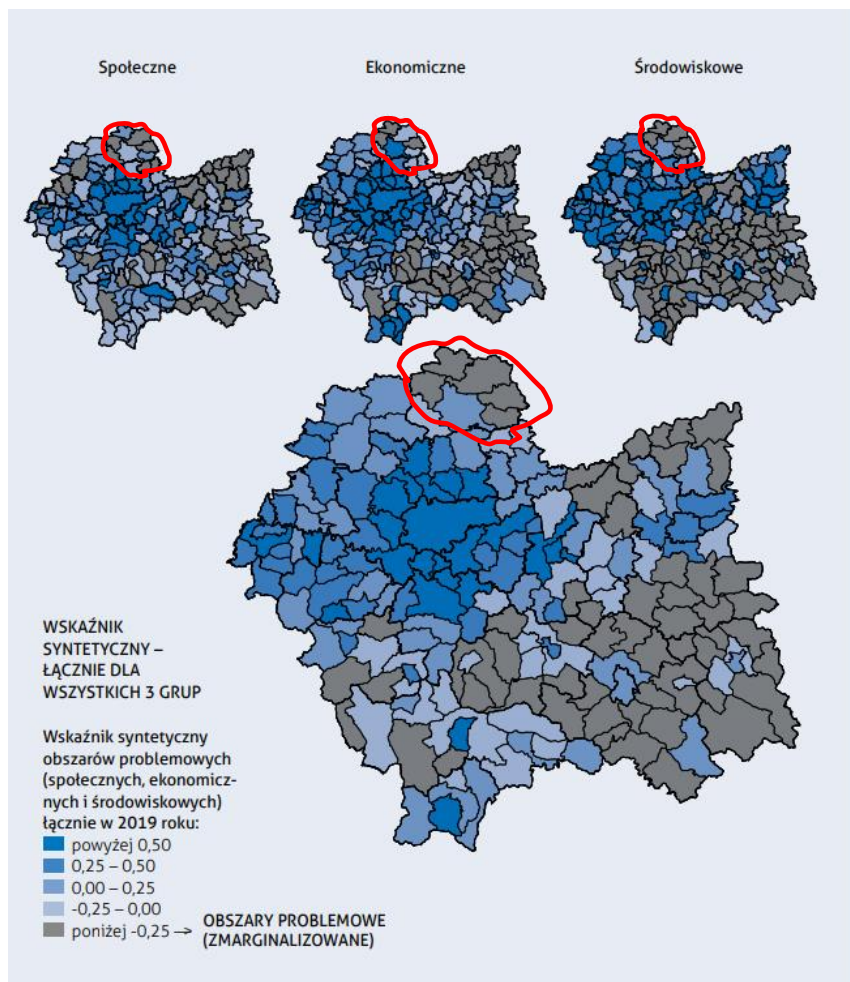 Społeczne
Ekonomiczne
Środowiskowe
WSKAŹNIK
SYNTETYCZNY –
ŁĄCZNIE DLA
WSZYSTKICH 3 GRUP
Wskaźnik syntetyczny
obszarów problemowych
(społecznych, ekonomicz-
nych i środowiskowych)
łącznie w 2019 roku:
powyżej 0,50
0,25 – 0,50
0,00 – 0,25
-0,25 – 0,00
poniżej -0,25 → OBSZARY PROBLEMOWE
(ZMARGINALIZOWANE)